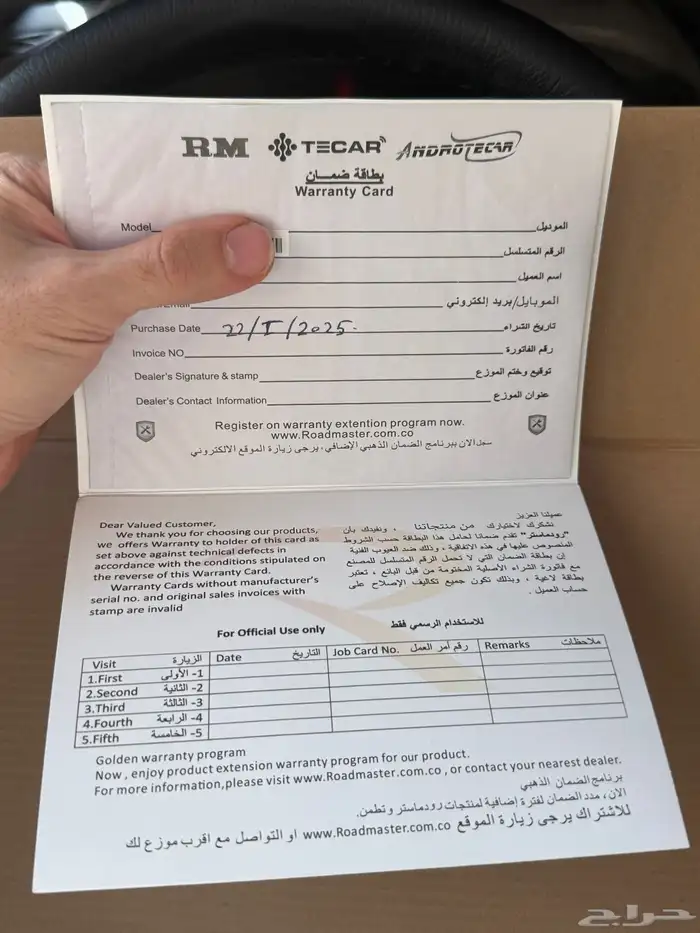 RM TECAR ANDROTECAR
بطاقة ضمان
Warranty Card
Model الموديل
الرقم المتسلسل
اسم العميل
Email الموبايل/بريد إلكتروني
Purchase Date 22/I/2025. تاريخ الشراء
Invoice NO رقم الفاتورة
Dealer's Signature & stamp توقيع وختم الموزع
Dealer's Contact Information عنوان الموزع
Register on warranty extention program now.
www.Roadmaster.com.co
سجل الان ببرنامج الضمان الذهبي الإضافي، يرجى زيارة الموقع الالكتروني
Dear Valued Customer,
We thank you for choosing our products,
we offers Warranty to holder of this card as
set above against technical defects in
accordance with the conditions stipulated on
the reverse of this Warranty Card.
Warranty Cards without manufacturer's
serial no. and original sales invoices with
stamp are invalid
عميلنا العزيز
نشكرك لاختيارك من منتجاتنا ، ونفيدك بأن
"رودماستر" تقدم ضمانا لحامل هذا البطاقة حسب الشروط
المنصوص عليها في هذه الاتفاقية ، وذلك ضد العيوب الفنية
إن بطاقة الضمان التي لا تحمل الرقم المتسلسل للمصنع
مع فاتورة الشراء الأصلية المختومة من قبل البائع ، تعتبر
بطاقة لاغية ، وبذلك تكون جميع تكاليف الإصلاح على
حساب العميل .
For Official Use only للاستخدام الرسمي فقط
Visit الزيارة Date التاريخ Job Card No. رقم أمر العمل Remarks ملاحظات
1.First 1- الأولى
2.Second 2- الثانية
3.Third 3- الثالثة
4.Fourth 4- الرابعة
5.Fifth 5- الخامسة
Golden warranty program
Now , enjoy product extension warranty program for our product.
For more information,please visit www.Roadmaster.com.co , or contact your nearest dealer.
برنامج الضمان الذهبي
الان ، مدد الضمان لفترة إضافية لمنتجات رودماستر وتطمن.
للاشتراك يرجى زيارة الموقع www.Roadmaster.com.co او التواصل مع اقرب موزع لك
حراج